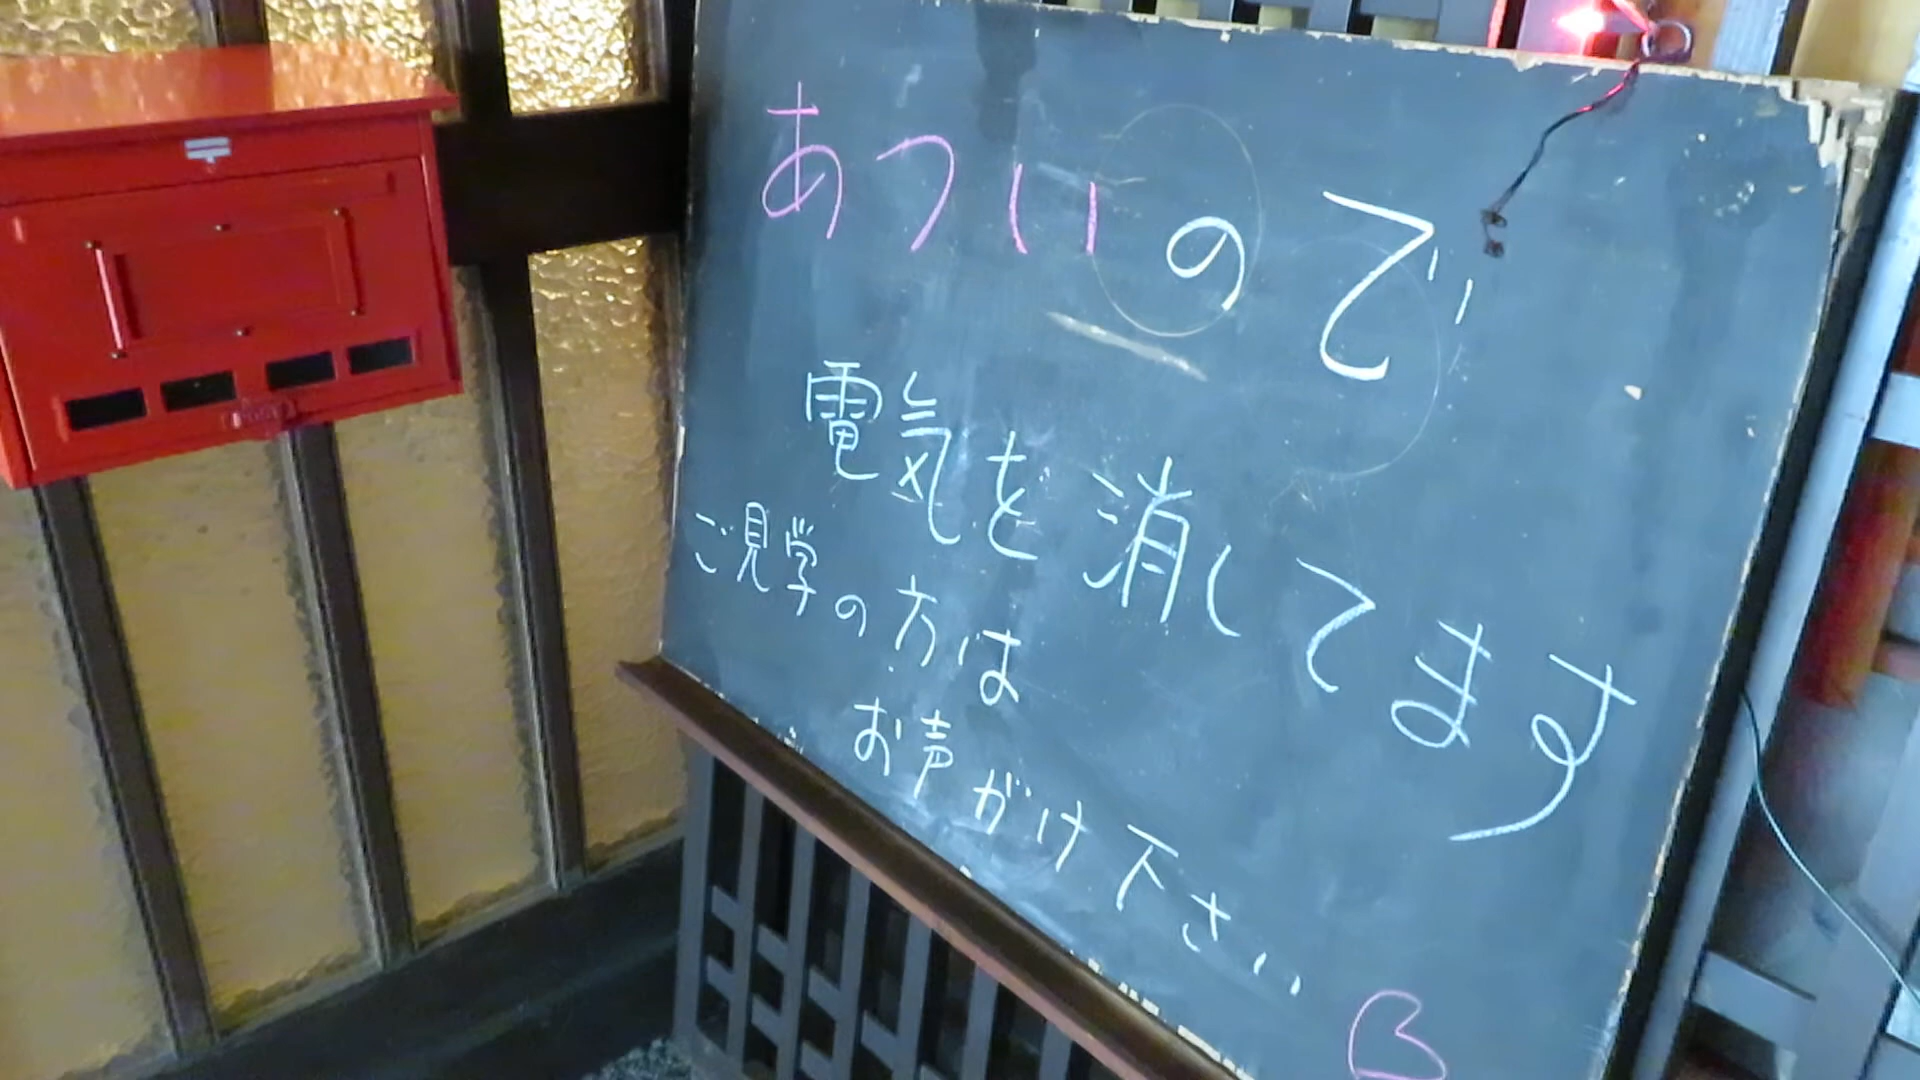 あついので
電気を消してます
ご見学の方は
お声がけ下さい